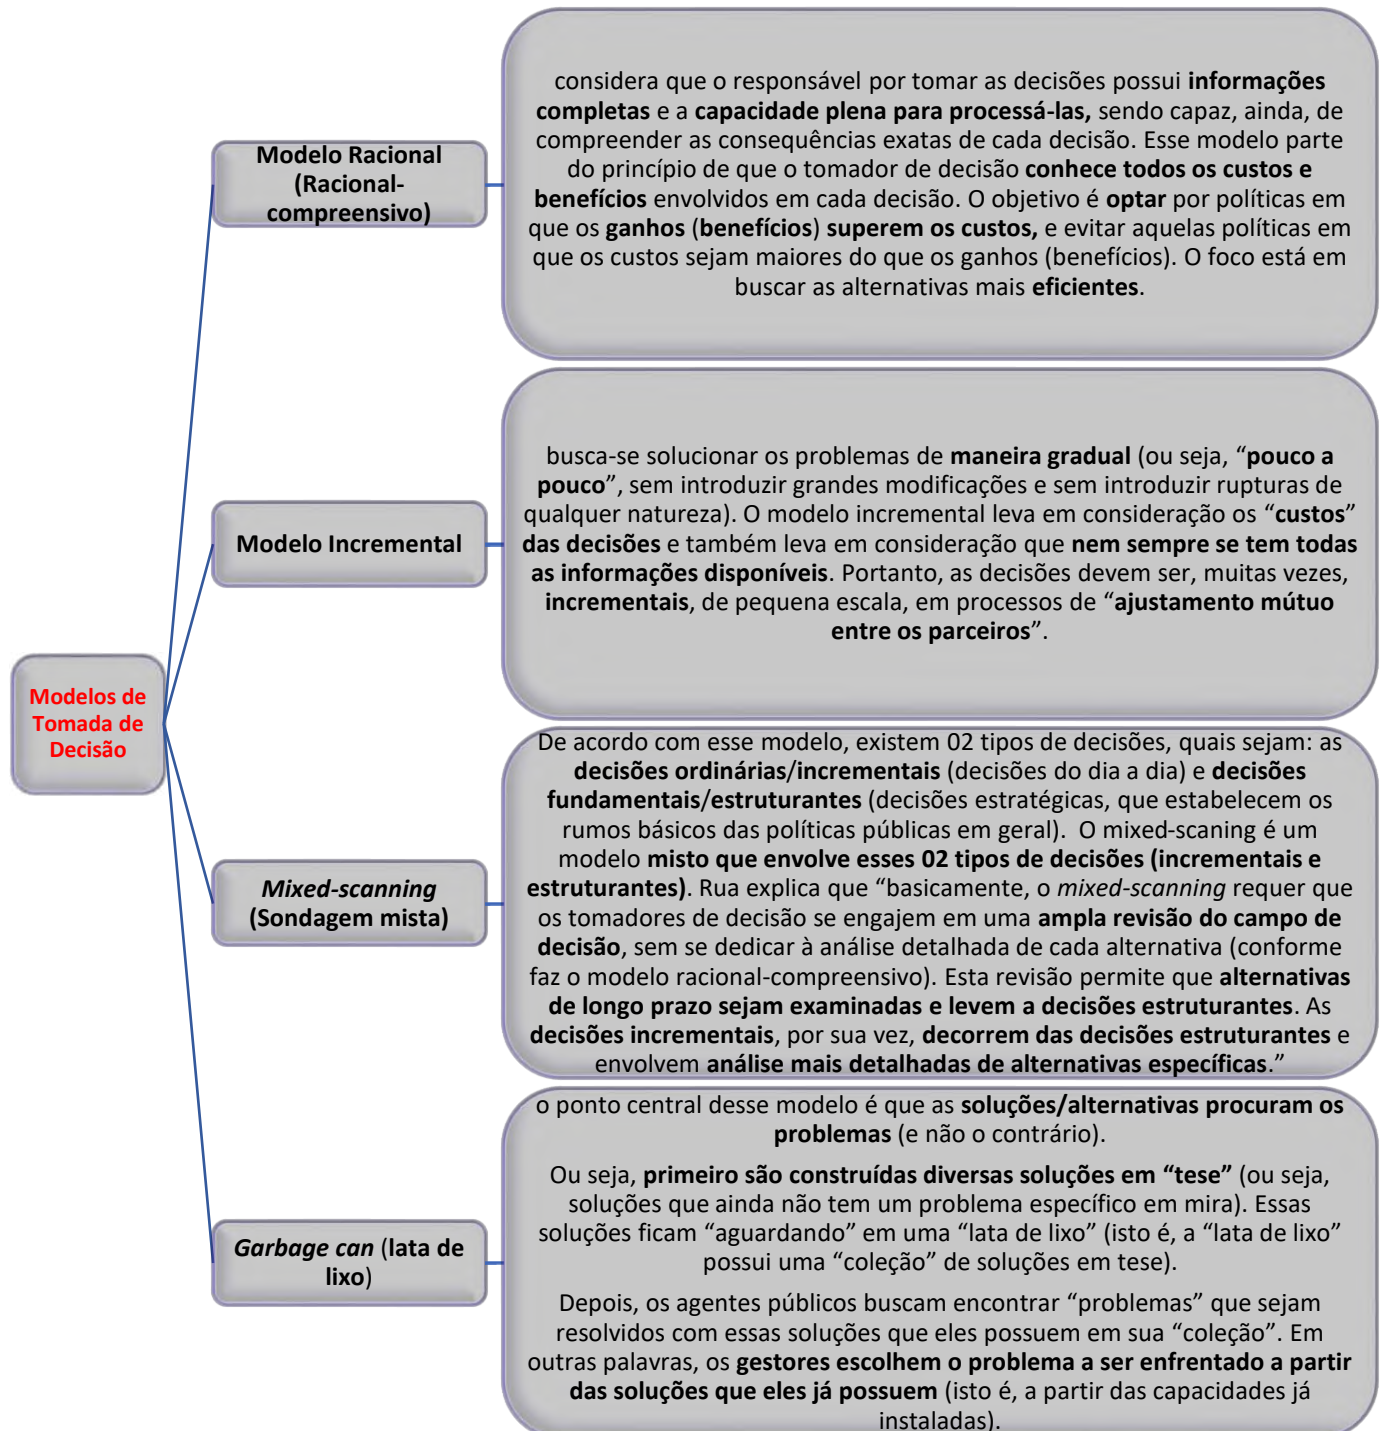 Modelos de
Tomada de
Decisão
Modelo Racional
(Racional-
compreensivo)
considera que o responsável por tomar as decisões possui informações
completas e a capacidade plena para processá-las, sendo capaz, ainda, de
compreender as consequências exatas de cada decisão. Esse modelo parte
do princípio de que o tomador de decisão conhece todos os custos e
benefícios envolvidos em cada decisão. O objetivo é optar por políticas em
que os ganhos (benefícios) superem os custos, e evitar aquelas políticas em
que os custos sejam maiores do que os ganhos (benefícios). O foco está em
buscar as alternativas mais eficientes.
Modelo Incremental
busca-se solucionar os problemas de maneira gradual (ou seja, “pouco a
pouco”, sem introduzir grandes modificações e sem introduzir rupturas de
qualquer natureza). O modelo incremental leva em consideração os “custos”
das decisões e também leva em consideração que nem sempre se tem todas
as informações disponíveis. Portanto, as decisões devem ser, muitas vezes,
incrementais, de pequena escala, em processos de “ajustamento mútuo
entre os parceiros”.
Mixed-scanning
(Sondagem mista)
De acordo com esse modelo, existem 02 tipos de decisões, quais sejam: as
decisões ordinárias/incrementais (decisões do dia a dia) e decisões
fundamentais/estruturantes (decisões estratégicas, que estabelecem os
rumos básicos das políticas públicas em geral). O mixed-scaning é um
modelo misto que envolve esses 02 tipos de decisões (incrementais e
estruturantes). Rua explica que “basicamente, o mixed-scanning requer que
os tomadores de decisão se engajem em uma ampla revisão do campo de
decisão, sem se dedicar à análise detalhada de cada alternativa (conforme
faz o modelo racional-compreensivo). Esta revisão permite que alternativas
de longo prazo sejam examinadas e levem a decisões estruturantes. As
decisões incrementais, por sua vez, decorrem das decisões estruturantes e
envolvem análise mais detalhadas de alternativas específicas.”
Garbage can (lata de
lixo)
o ponto central desse modelo é que as soluções/alternativas procuram os
problemas (e não o contrário).
Ou seja, primeiro são construídas diversas soluções em “tese” (ou seja,
soluções que ainda não tem um problema específico em mira). Essas
soluções ficam “aguardando” em uma “lata de lixo” (isto é, a “lata de lixo”
possui uma “coleção” de soluções em tese).
Depois, os agentes públicos buscam encontrar “problemas” que sejam
resolvidos com essas soluções que eles possuem em sua “coleção”. Em
outras palavras, os gestores escolhem o problema a ser enfrentado a partir
das soluções que eles já possuem (isto é, a partir das capacidades já
instaladas).